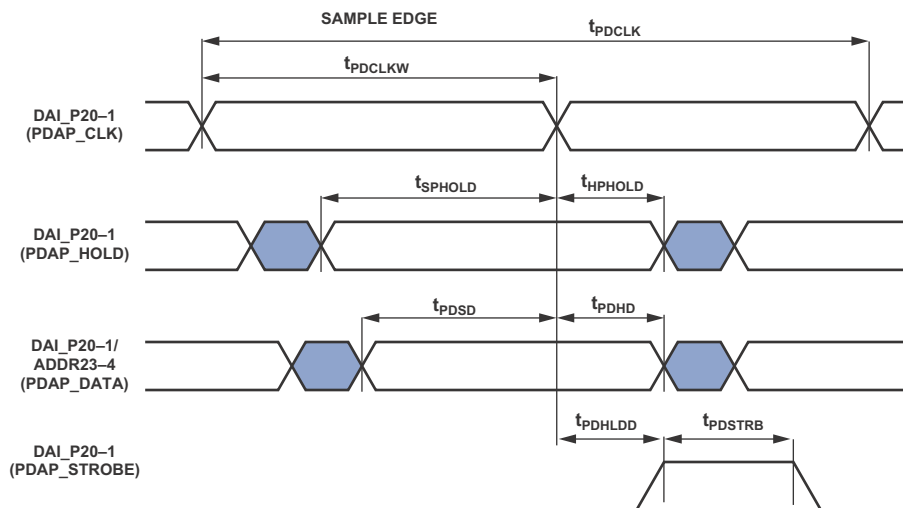 SAMPLE EDGE
tPDCLK
tPDCLKW
DAI_P20–1
(PDAP_CLK)
tSPHOLD
tHPHOLD
DAI_P20–1
(PDAP_HOLD)
tPDSD
tPDHD
DAI_P20–1/
ADDR23–4
(PDAP_DATA)
tPDHLDD
tPDSTRB
DAI_P20–1
(PDAP_STROBE)